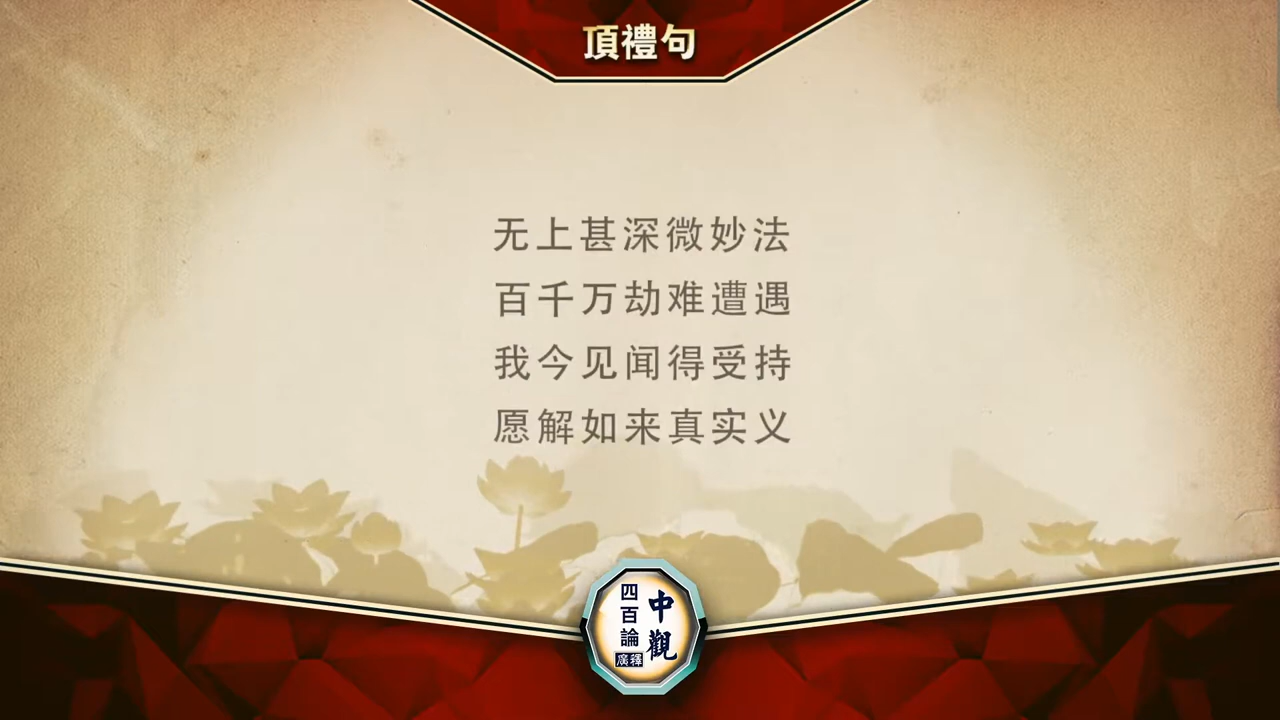 頂禮句
无上甚深微妙法
百千万劫难遭遇
我今见闻得受持
愿解如来真实义
中觀
四百論
廣釋